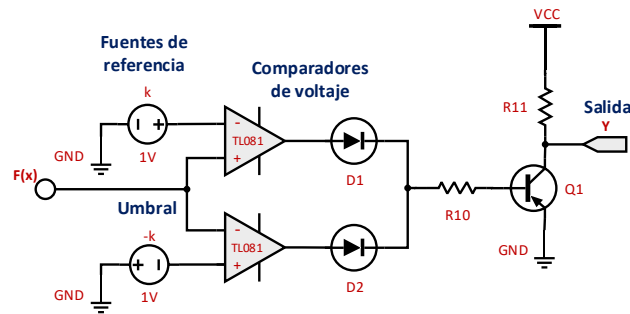 VCC
Fuentes de
referencia
Comparadores
de voltaje
k
R11
Salida
Y
-
TL081
+
- +
GND
1V
D1
F(x)
Umbral
R10
Q1
-k
-
TL081
+
+ -
GND
1V
D2
GND